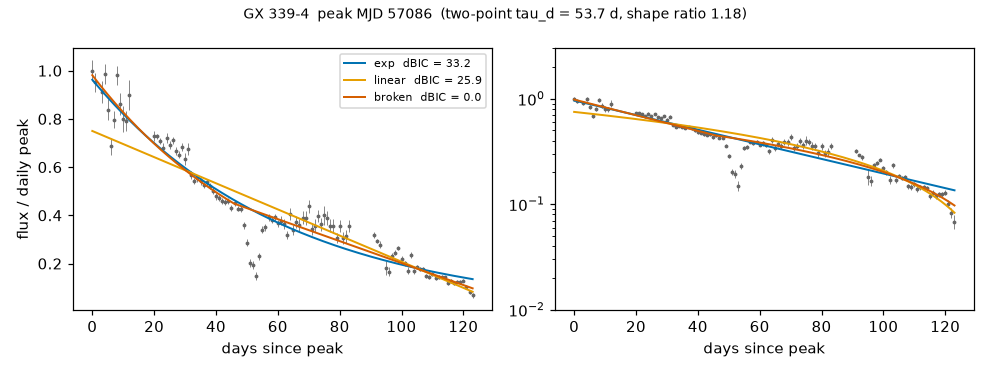 GX 339-4  peak MJD 57086  (two-point tau_d = 53.7 d, shape ratio 1.18)
exp  dBIC = 33.2
linear  dBIC = 25.9
broken  dBIC = 0.0
flux / daily peak
1.0
0.8
0.6
0.4
0.2
0 20 40 60 80 100 120
days since peak
10^0
10^-1
10^-2
0 20 40 60 80 100 120
days since peak